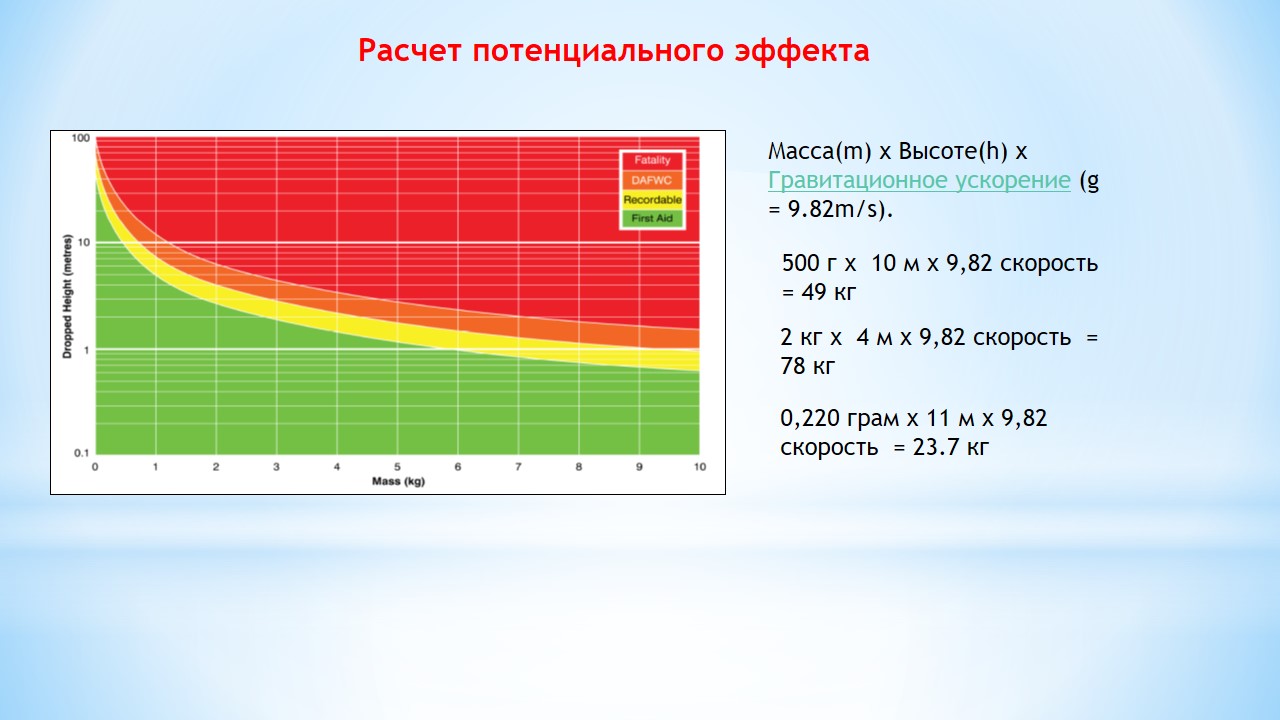 Расчет потенциального эффекта
100
10
1
0.1
Dropped Height (metres)
Fatality
DAFWC
Recordable
First Aid
0 1 2 3 4 5 6 7 8 9 10
Mass (kg)
Масса(m) x Высоте(h) x
Гравитационное ускорение (g
= 9.82m/s).
500 г х 10 м х 9,82 скорость
= 49 кг
2 кг х 4 м х 9,82 скорость =
78 кг
0,220 грам х 11 м х 9,82
скорость = 23.7 кг